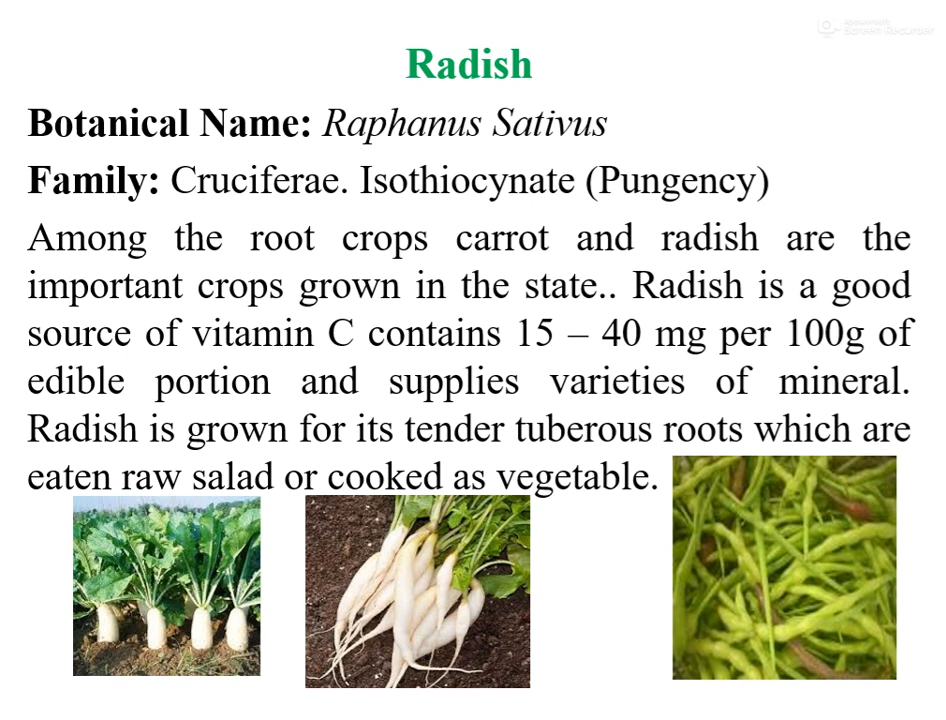 Screen Recorder
Radish
Botanical Name: Raphanus Sativus
Family: Cruciferae. Isothiocynate (Pungency)
Among the root crops carrot and radish are the
important crops grown in the state.. Radish is a good
source of vitamin C contains 15 – 40 mg per 100g of
edible portion and supplies varieties of mineral.
Radish is grown for its tender tuberous roots which are
eaten raw salad or cooked as vegetable.